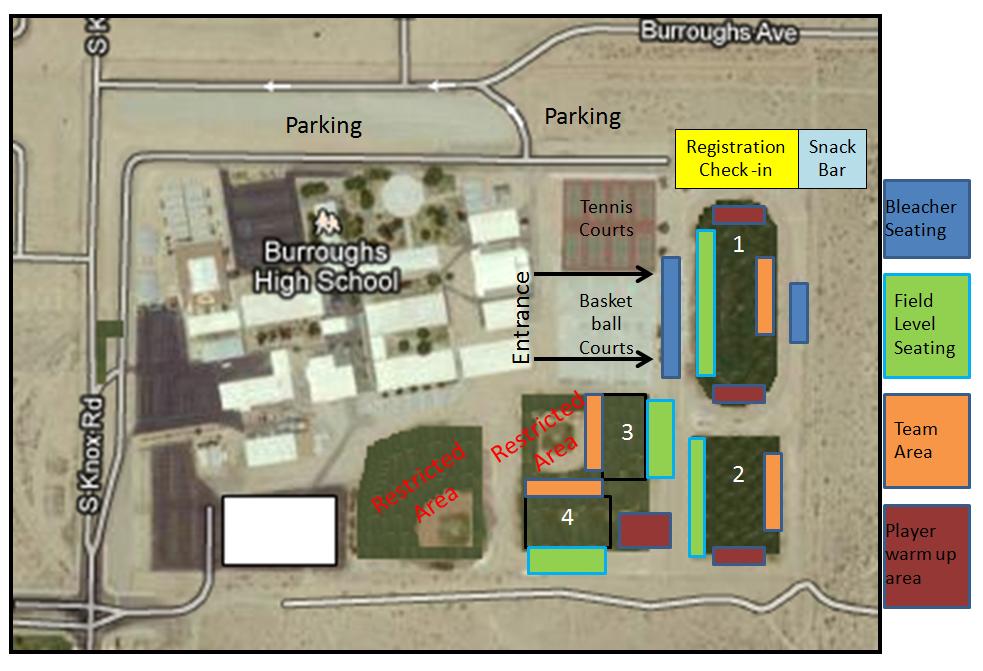 S K
Burroughs Ave
Parking
Parking
Registration
Check -in
Snack
Bar
Bleacher
Seating
Tennis
Courts
1
Burroughs
High School
Entrance
Basket
ball
Courts
Field
Level
Seating
S Knox Rd
Restricted
Area
Restricted
Area
3
2
4
Team
Area
Player
warm up
area